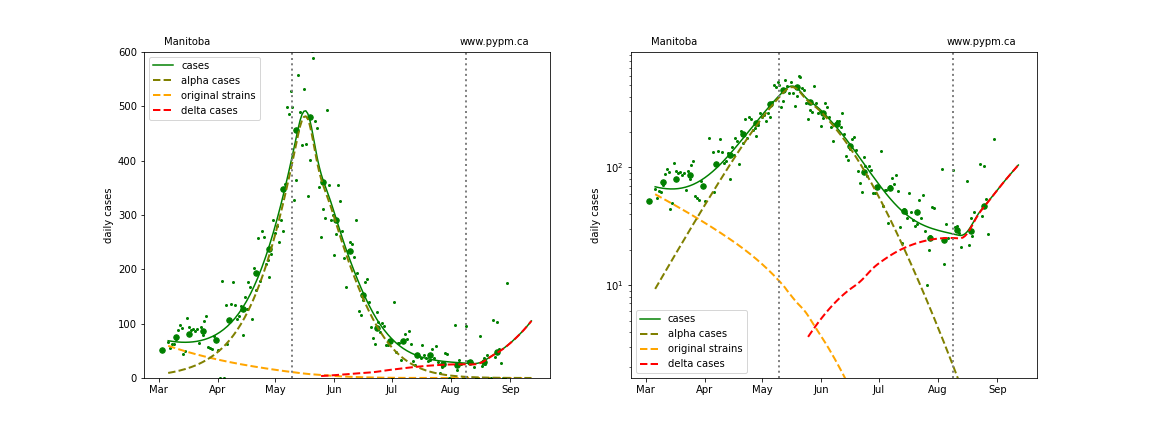 Manitoba www.pypm.ca
600
500
400
300
200
100
0
daily cases
cases
alpha cases
original strains
delta cases
Mar Apr May Jun Jul Aug Sep
Manitoba www.pypm.ca
10²
10¹
daily cases
cases
alpha cases
original strains
delta cases
Mar Apr May Jun Jul Aug Sep